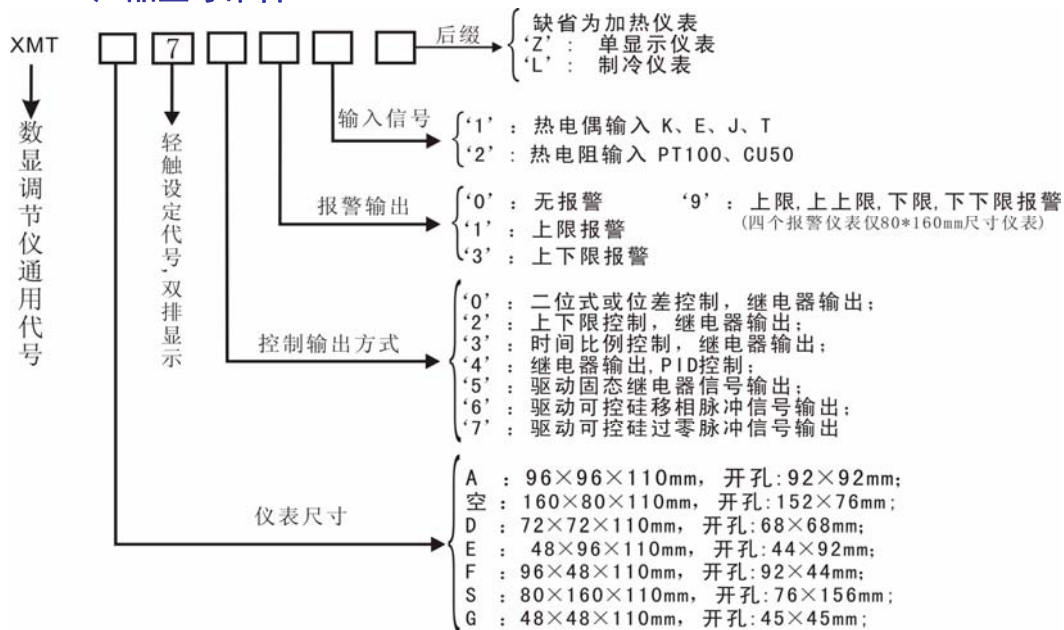 XMT
7
后缀
缺省为加热仪表
‘Z’： 单显示仪表
‘L’： 制冷仪表
数显调节仪通用代号
轻触设定代号,双排显示
输入信号
‘1’：热电偶输入 K、E、J、T
‘2’：热电阻输入 PT100、CU50
报警输出
‘0’：无报警 ‘9’：上限,上上限,下限,下下限报警
(四个报警仪表仅80*160mm尺寸仪表)
‘1’：上限报警
‘3’：上下限报警
控制输出方式
‘0’：二位式或位差控制，继电器输出；
‘2’：上下限控制，继电器输出；
‘3’：时间比例控制，继电器输出；
‘4’：继电器输出,PID控制；
‘5’：驱动固态继电器信号输出；
‘6’：驱动可控硅移相脉冲信号输出；
‘7’：驱动可控硅过零脉冲信号输出
仪表尺寸
A ：96×96×110mm，开孔:92×92mm;
空：160×80×110mm，开孔:152×76mm;
D ：72×72×110mm，开孔:68×68mm;
E ： 48×96×110mm，开孔:44×92mm;
F ：96×48×110mm，开孔:92×44mm;
S ：80×160×110mm，开孔:76×156mm;
G ：48×48×110mm，开孔:45×45mm;